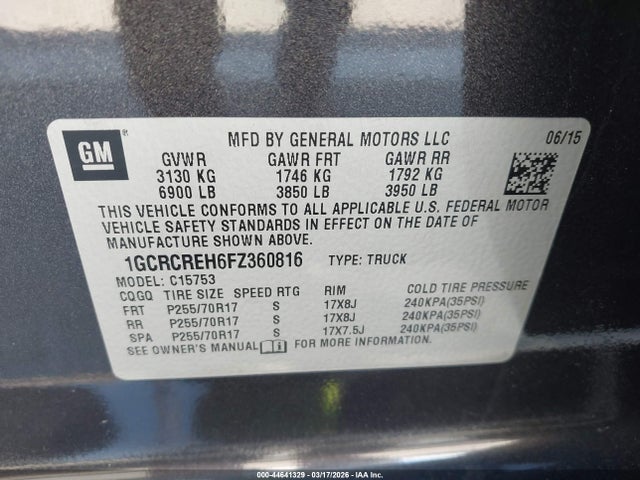 GM®
MFD BY GENERAL MOTORS LLC 06/15
GVWR GAWR FRT GAWR RR
3130 KG 1746 KG 1792 KG
6900 LB 3850 LB 3950 LB
THIS VEHICLE CONFORMS TO ALL APPLICABLE U.S. FEDERAL MOTOR
VEHICLE SAFETY STANDARDS IN EFFECT ON THE DATE OF
MANUFACTURE SHOWN ABOVE.
1GCRCREH6FZ360816 TYPE: TRUCK
MODEL: C15753
CQGQ TIRE SIZE SPEED RTG RIM COLD TIRE PRESSURE
FRT P255/70R17 S 17X8J 240KPA(35PSI)
RR P255/70R17 S 17X8J 240KPA(35PSI)
SPA P255/70R17 S 17X7.5J 240KPA(35PSI)
SEE OWNER'S MANUAL FOR MORE INFORMATION.
000--44641329 -- 03/17/2026 -- IAA Inc.